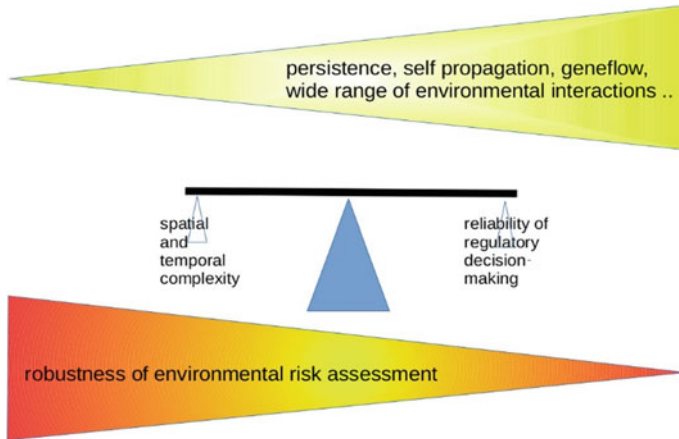 persistence, self propagation, geneflow,
wide range of environmental interactions ..
spatial
and
temporal
complexity
reliability of
regulatory
decision-
making
robustness of environmental risk assessment